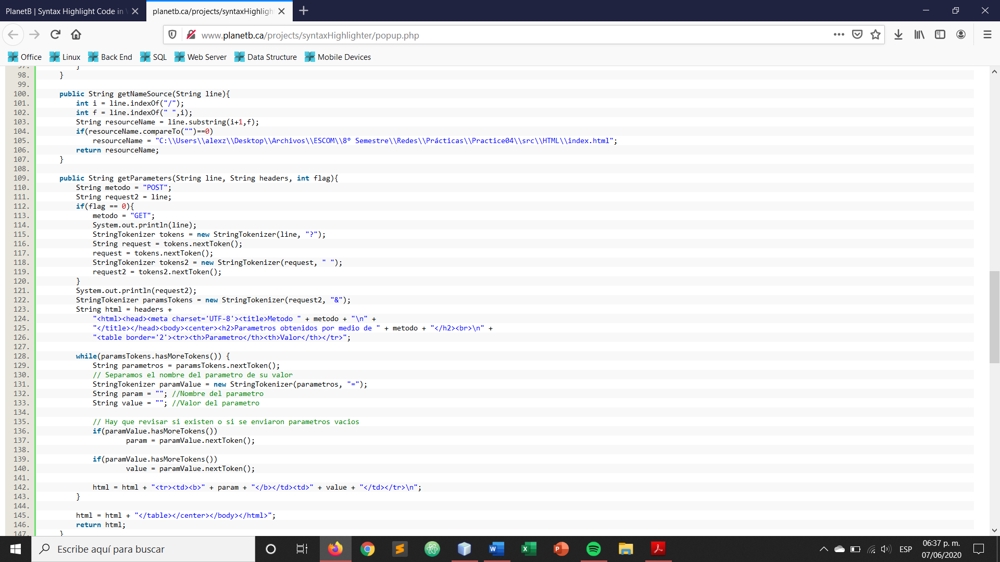 PlanetB | Syntax Highlight Code in
planetb.ca/projects/syntaxHighligh
www.planetb.ca/projects/syntaxHighlighter/popup.php
Office Linux Back End SQL Web Server Data Structure Mobile Devices
97. }
98. }
99.
100. public String getNameSource(String line){
101. int i = line.indexOf("/");
102. int f = line.indexOf(" ",i);
103. String resourceName = line.substring(i+1,f);
104. if(resourceName.compareTo("")==0)
105. resourceName = "C:\\Users\\alexz\\Desktop\\Archivos\\ESCOM\\8° Semestre\\Redes\\Prácticas\\Practice04\\src\\HTML\\index.html";
106. return resourceName;
107. }
108.
109. public String getParameters(String line, String headers, int flag){
110. String metodo = "POST";
111. String request2 = line;
112. if(flag == 0){
113. metodo = "GET";
114. System.out.println(line);
115. StringTokenizer tokens = new StringTokenizer(line, "?");
116. String request = tokens.nextToken();
117. request = tokens.nextToken();
118. StringTokenizer tokens2 = new StringTokenizer(request, " ");
119. request2 = tokens2.nextToken();
120. }
121. System.out.println(request2);
122. StringTokenizer paramsTokens = new StringTokenizer(request2, "&");
123. String html = headers +
124. "<html><head><meta charset='UTF-8'><title>Metodo " + metodo + "\n" +
125. "</title></head><body><center><h2>Parametros obtenidos por medio de " + metodo + "</h2><br>\n" +
126. "<table border='2'><tr><th>Parametro</th><th>Valor</th></tr>";
127.
128. while(paramsTokens.hasMoreTokens()) {
129. String parametros = paramsTokens.nextToken();
130. // Separamos el nombre del parametro de su valor
131. StringTokenizer paramValue = new StringTokenizer(parametros, "=");
132. String param = ""; //Nombre del parametro
133. String value = ""; //Valor del parametro
134.
135. // Hay que revisar si existen o si se enviaron parametros vacios
136. if(paramValue.hasMoreTokens())
137. param = paramValue.nextToken();
138.
139. if(paramValue.hasMoreTokens())
140. value = paramValue.nextToken();
141.
142. html = html + "<tr><td><b>" + param + "</b></td><td>" + value + "</td></tr>\n";
143. }
144.
145. html = html + "</table></center></body></html>";
146. return html;
147. }
Escribe aquí para buscar
ESP
06:37 p. m.
07/06/2020